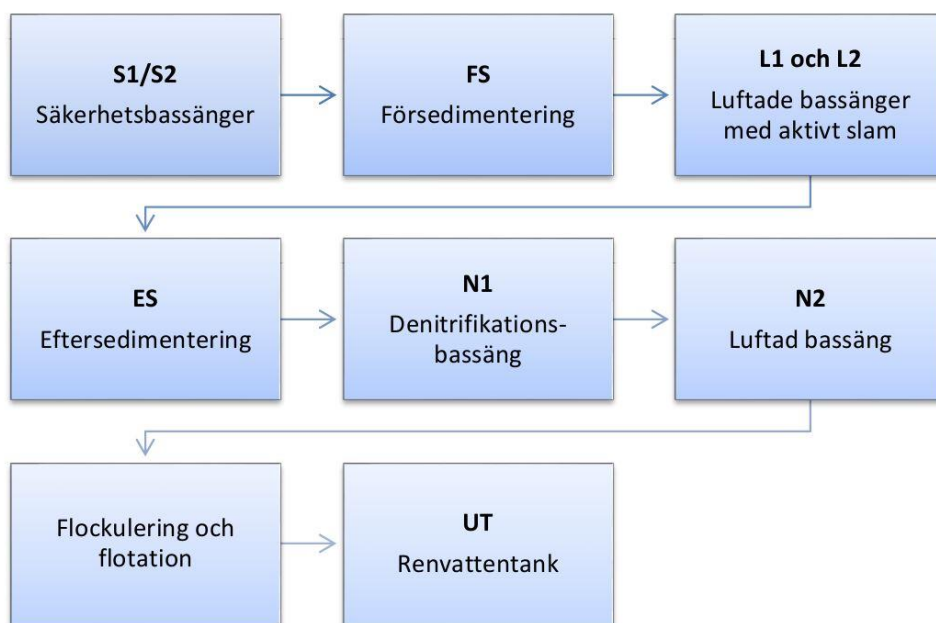 S1/S2
Säkerhetsbassänger
FS
Försedimentering
L1 och L2
Luftade bassänger
med aktivt slam
ES
Eftersedimentering
N1
Denitrifikations-
bassäng
N2
Luftad bassäng
Flockulering och
flotation
UT
Renvattentank